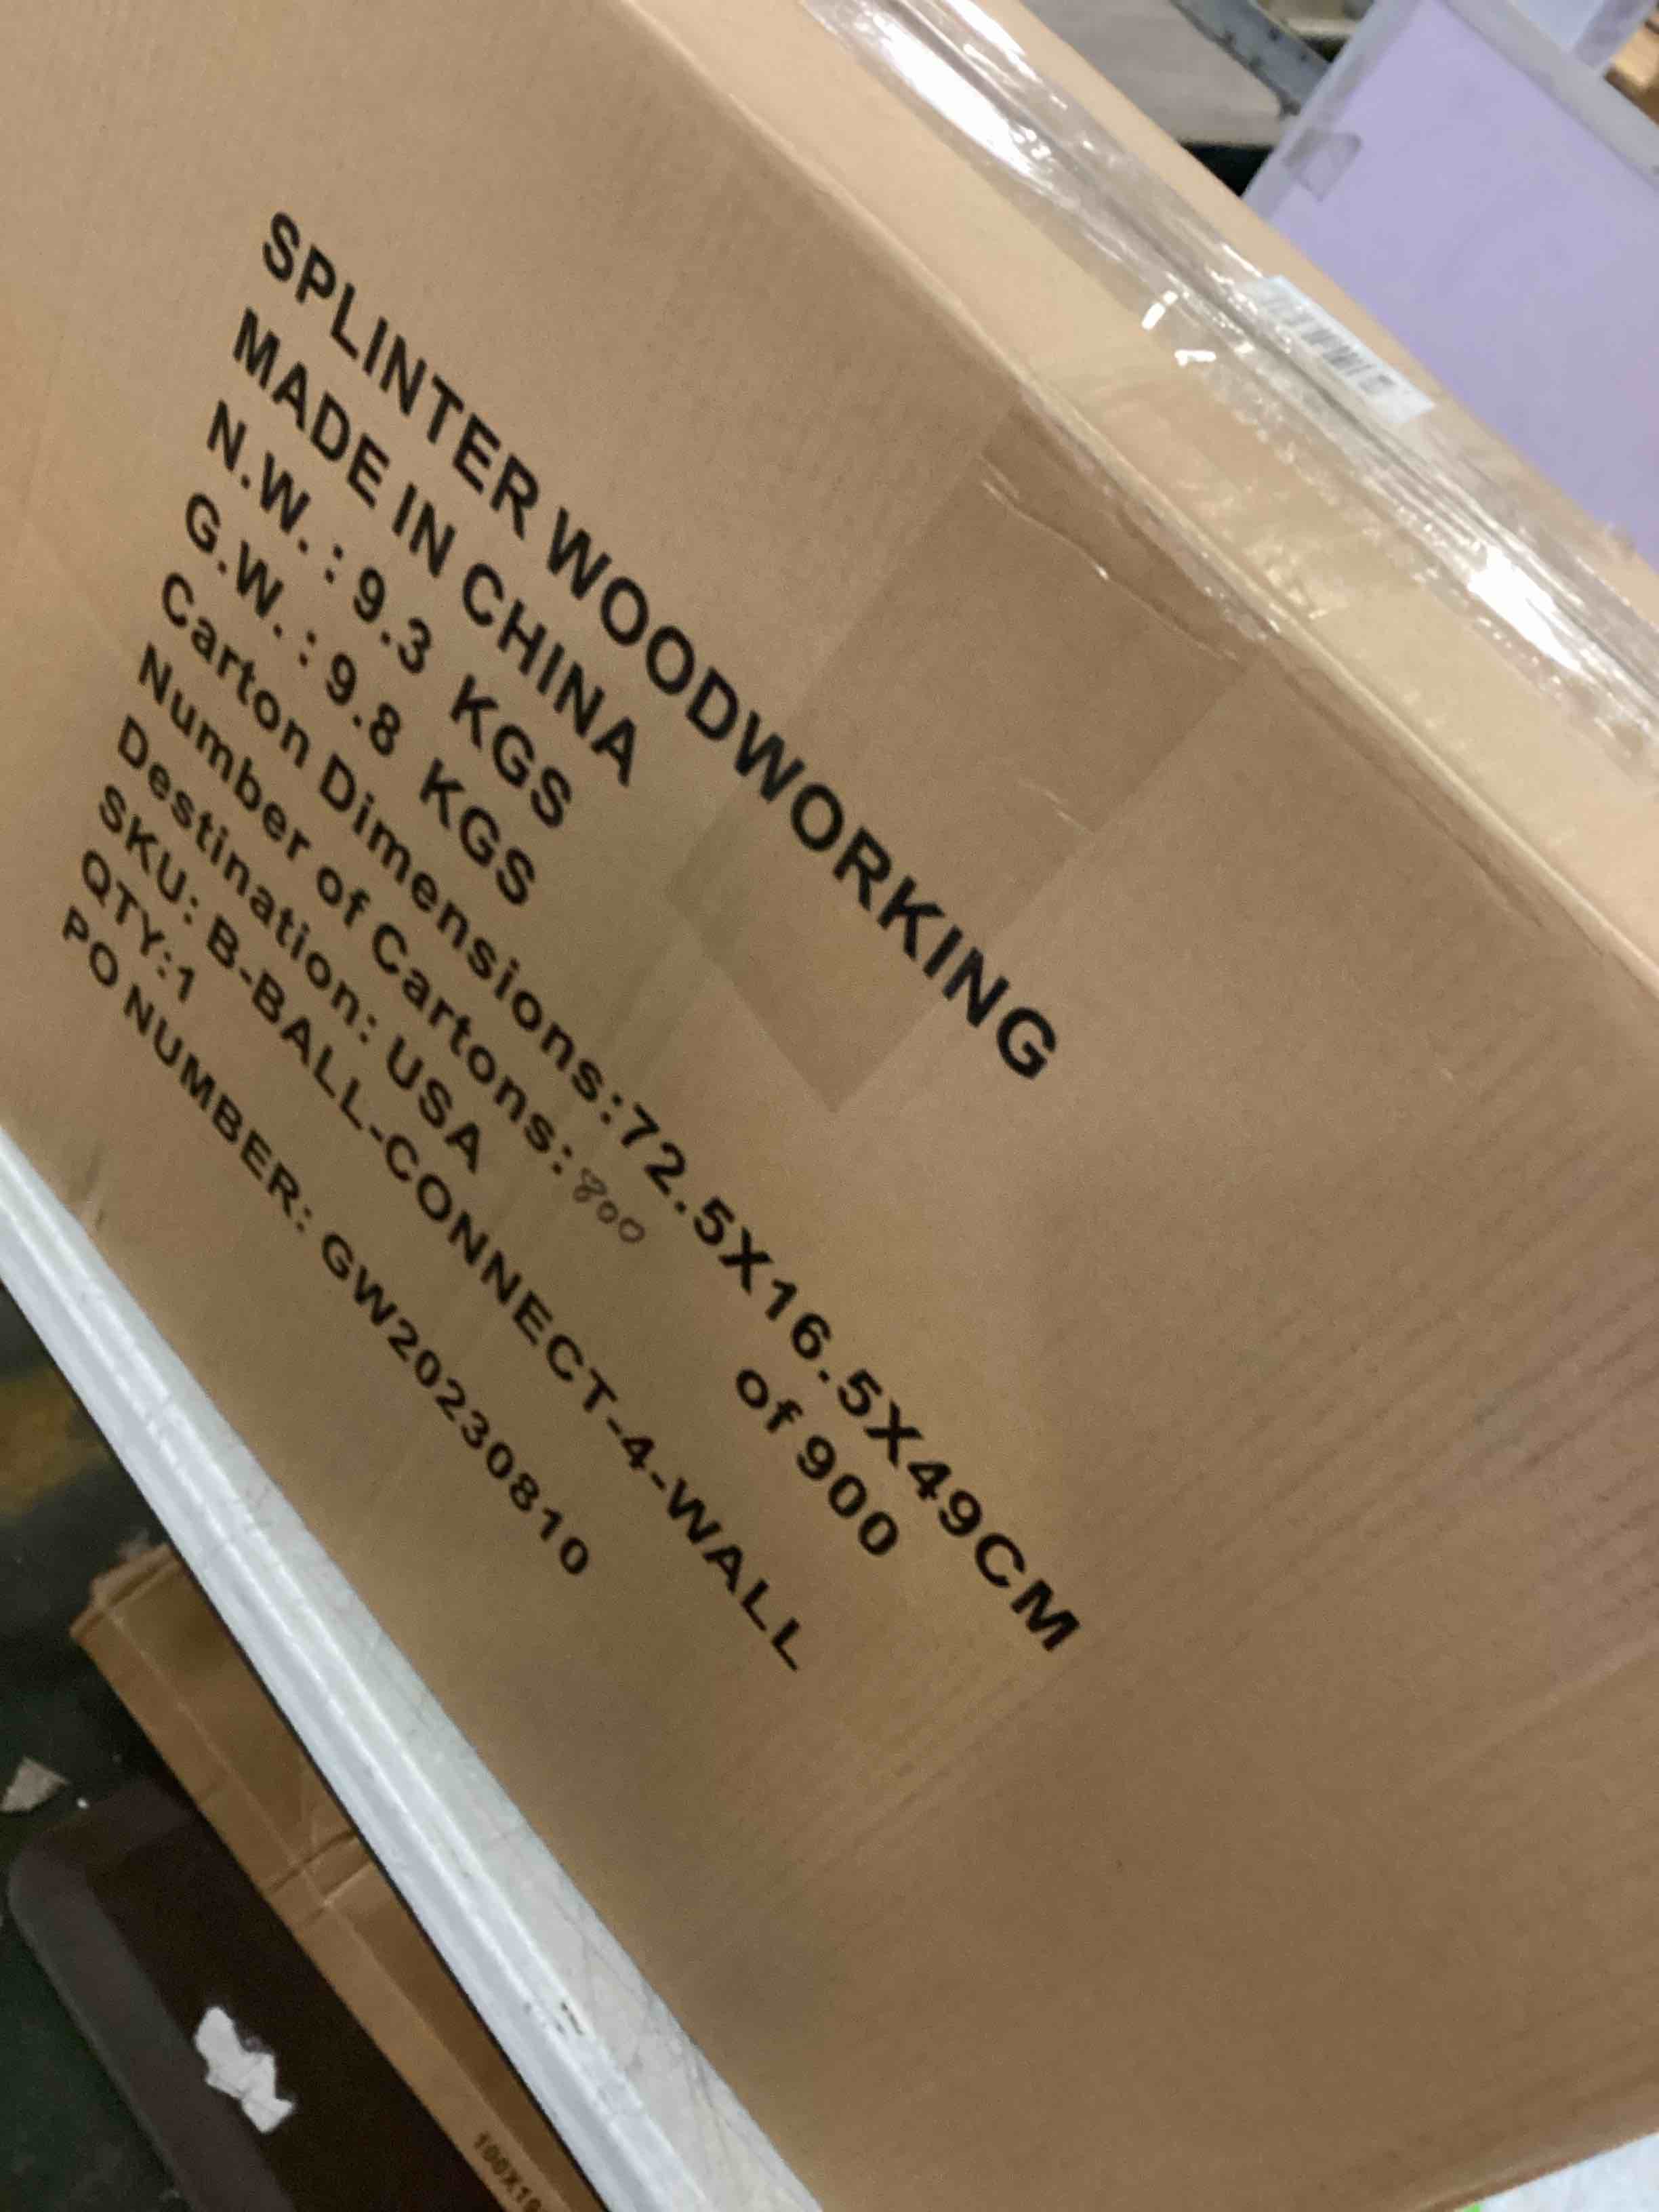 SPLINTER WOODWORKING
MADE IN CHINA
N.W. : 9.3 KGS
G.W. : 9.8 KGS
Carton Dimensions:72.5X16.5X49CM
Number of Cartons: 800 of 900
Destination: USA
SKU: B-BALL-CONNECT-4-WALL
QTY:1
PO NUMBER: GW20230810